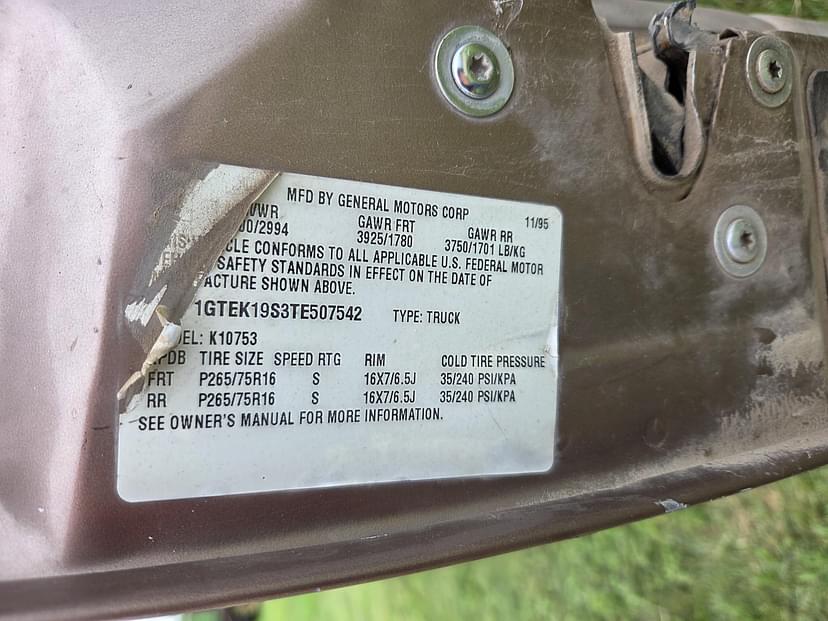 MFD BY GENERAL MOTORS CORP 11/95
GAWR FRT GAWR RR
2994 3925/1780 3750/1701 LB/KG
CONFORMS TO ALL APPLICABLE U.S. FEDERAL MOTOR
SAFETY STANDARDS IN EFFECT ON THE DATE OF
SHOWN ABOVE.
1GTEK19S3TE507542 TYPE: TRUCK
K10753
TIRE SIZE SPEED RTG RIM COLD TIRE PRESSURE
FRT P265/75R16 S 16X7/6.5J 35/240 PSI/KPA
RR P265/75R16 S 16X7/6.5J 35/240 PSI/KPA
SEE OWNER'S MANUAL FOR MORE INFORMATION.